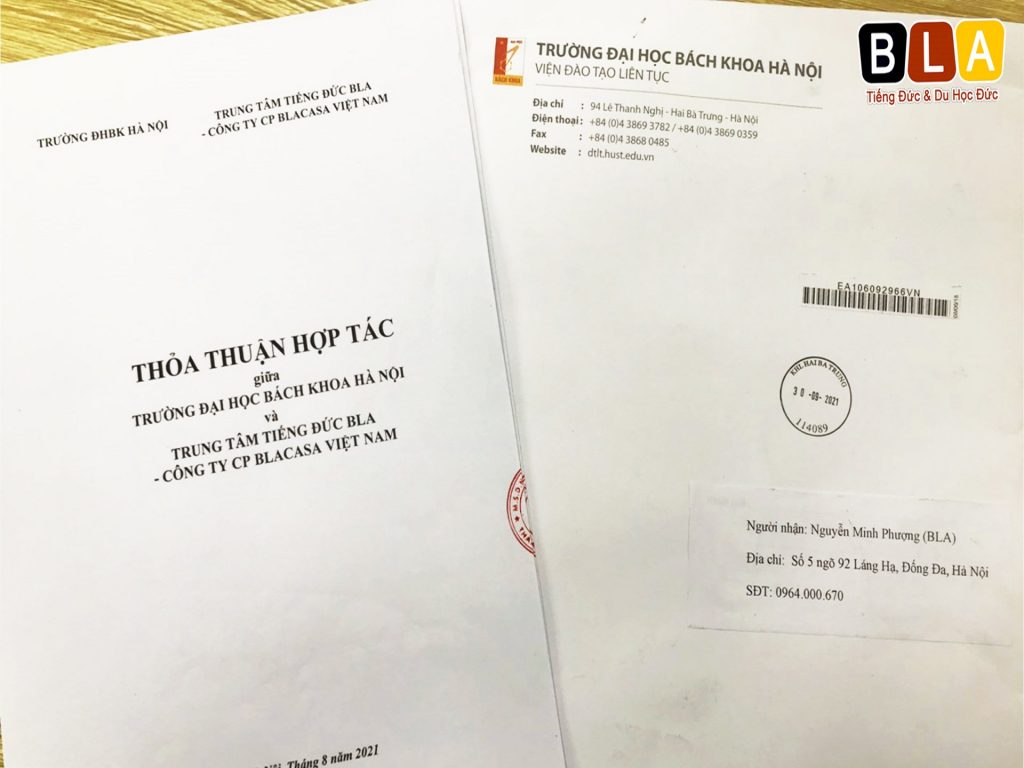 TRƯỜNG ĐHBK HÀ NỘI
TRUNG TÂM TIẾNG ĐỨC BLA
- CÔNG TY CP BLACASA VIỆT NAM
THỎA THUẬN HỢP TÁC
giữa
TRƯỜNG ĐẠI HỌC BÁCH KHOA HÀ NỘI
và
TRUNG TÂM TIẾNG ĐỨC BLA
- CÔNG TY CP BLACASA VIỆT NAM
Tháng 8 năm 2021
M.S.D
BÁCH KHOA
TRƯỜNG ĐẠI HỌC BÁCH KHOA HÀ NỘI
VIỆN ĐÀO TẠO LIÊN TỤC
Địa chỉ : 94 Lê Thanh Nghị - Hai Bà Trưng - Hà Nội
Điện thoại : +84 (0)4 3869 3782 / +84 (0)4 3869 0359
Fax : +84 (0)4 3868 0485
Website : dtlt.hust.edu.vn
BLA
Tiếng Đức & Du Học Đức
EA106092966VN
KHL HAI BA TRUNG
30 -09- 2021
114089
Người nhận: Nguyễn Minh Phượng (BLA)
Địa chỉ: Số 5 ngõ 92 Láng Hạ, Đống Đa, Hà Nội
SĐT: 0964.000.670